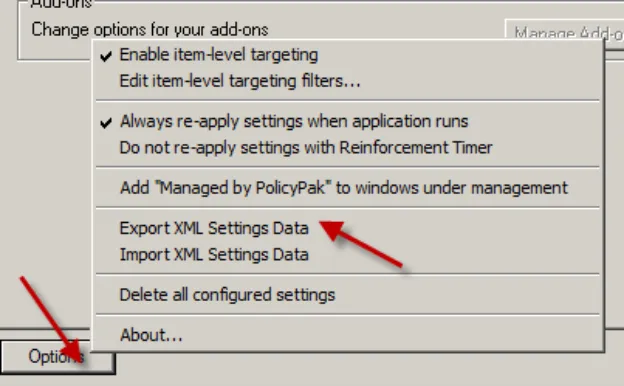 Add-ons
Change options for your add-ons
Manage Add-o
Enable item-level targeting
Edit item-level targeting filters...
Always re-apply settings when application runs
Do not re-apply settings with Reinforcement Timer
Add "Managed by PolicyPak" to windows under management
Export XML Settings Data
Import XML Settings Data
Delete all configured settings
About...
Options